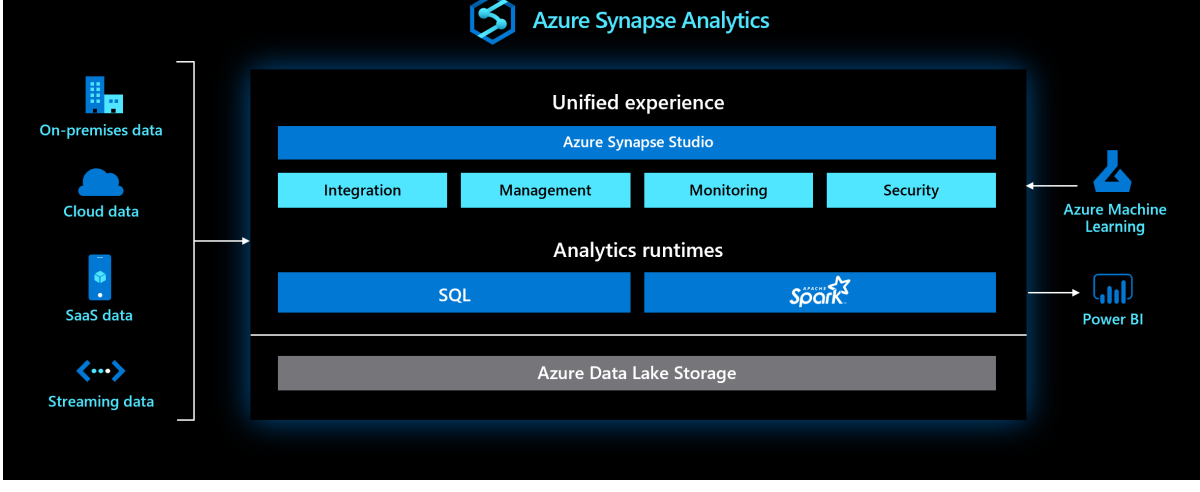 Azure Synapse Analytics
On-premises data
Cloud data
SaaS data
Streaming data
Unified experience
Azure Synapse Studio
Integration
Management
Monitoring
Security
Analytics runtimes
SQL
APACHE
Spark
Azure Data Lake Storage
Azure Machine
Learning
Power BI